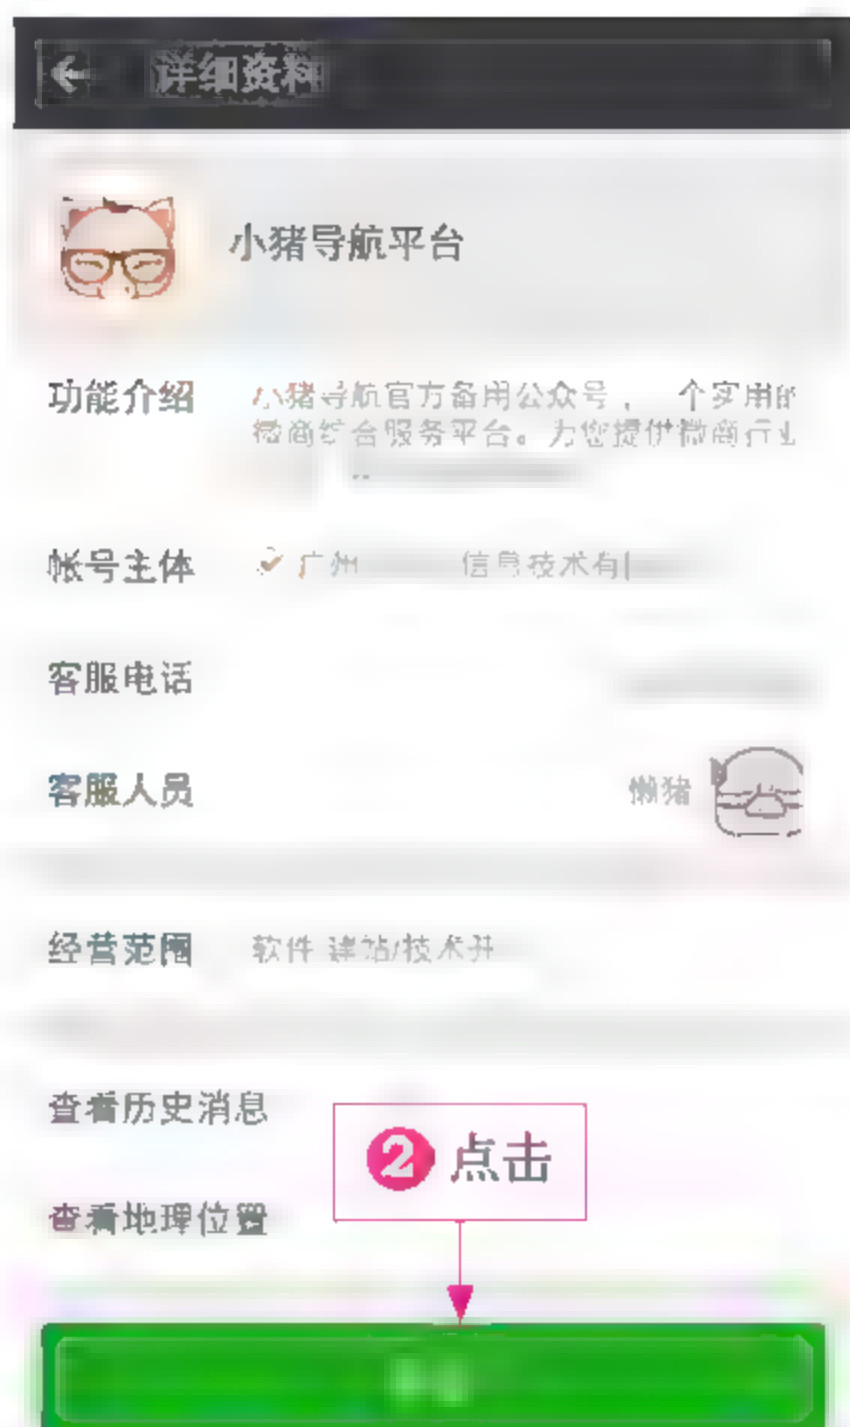 详细资料
小猪导航平台
功能介绍 小猪导航官方备用公众号， 个实用的
微商综合服务平台。为您提供微商行业
帐号主体 广州 信息技术有
客服电话
客服人员 懒猪
经营范围 软件 建站/技术开
查看历史消息
2 点击
查看地理位置